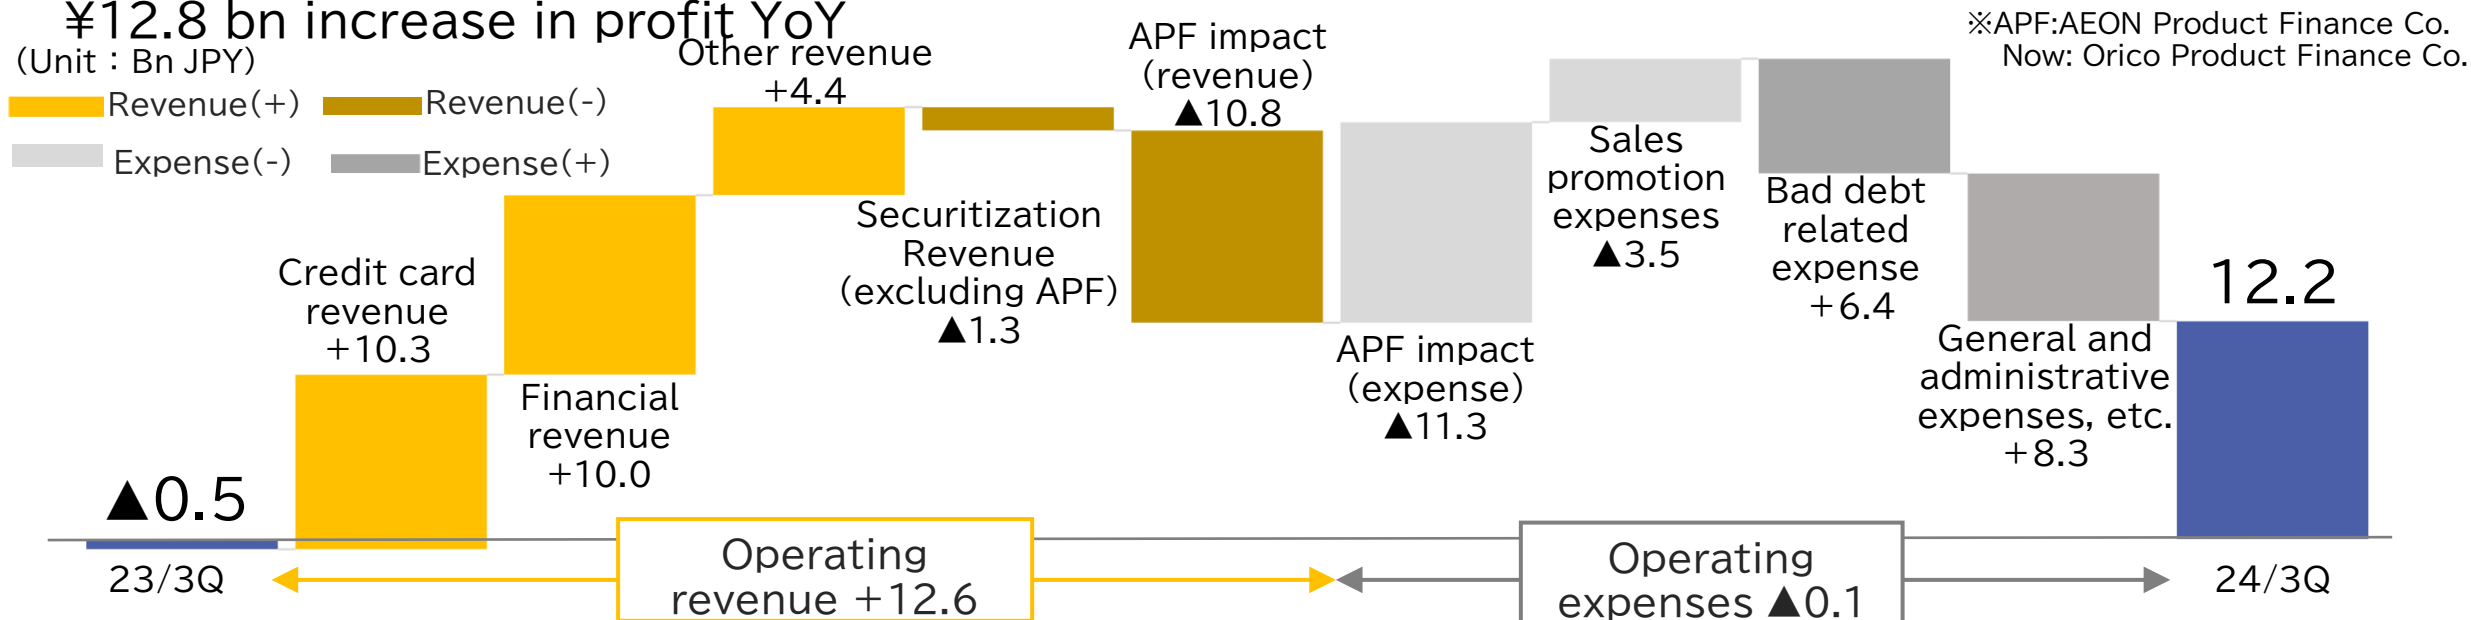 ¥12.8 bn increase in profit YoY
(Unit：Bn JPY)
※APF:AEON Product Finance Co.
Now: Orico Product Finance Co.
Revenue(+)
Revenue(-)
Expense(-)
Expense(+)
▲0.5
23/3Q
Credit card
revenue
+10.3
Financial
revenue
+10.0
Other revenue
+4.4
Securitization
Revenue
(excluding APF)
▲1.3
APF impact
(revenue)
▲10.8
APF impact
(expense)
▲11.3
Sales
promotion
expenses
▲3.5
Bad debt
related
expense
+6.4
General and
administrative
expenses, etc.
+8.3
12.2
24/3Q
Operating
revenue +12.6
Operating
expenses ▲0.1